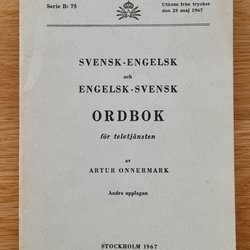 Serie B: 75
Utkom från trycket
den 25 maj 1967
SVENSK-ENGELSK
och
ENGELSK-SVENSK
ORDBOK
för teletjänsten
av
ARTUR ONNERMARK
Andra upplagan
STOCKHOLM 1967